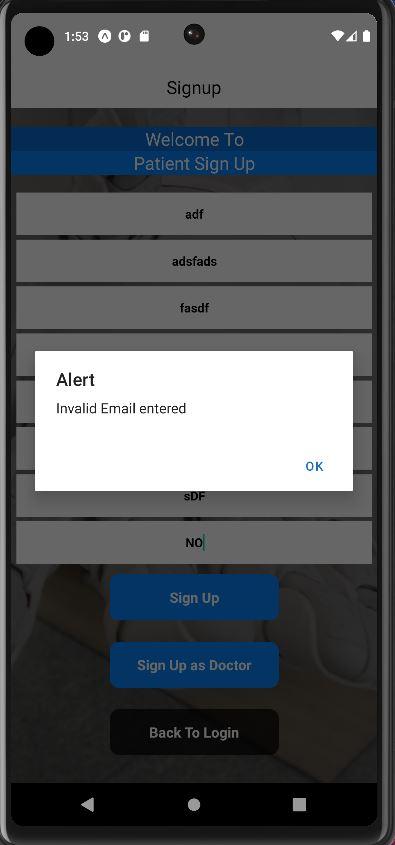 1:53
Signup
Welcome To
Patient Sign Up
adf
adsfads
fasdf
Alert
Invalid Email entered
OK
sDF
NO
Sign Up
Sign Up as Doctor
Back To Login